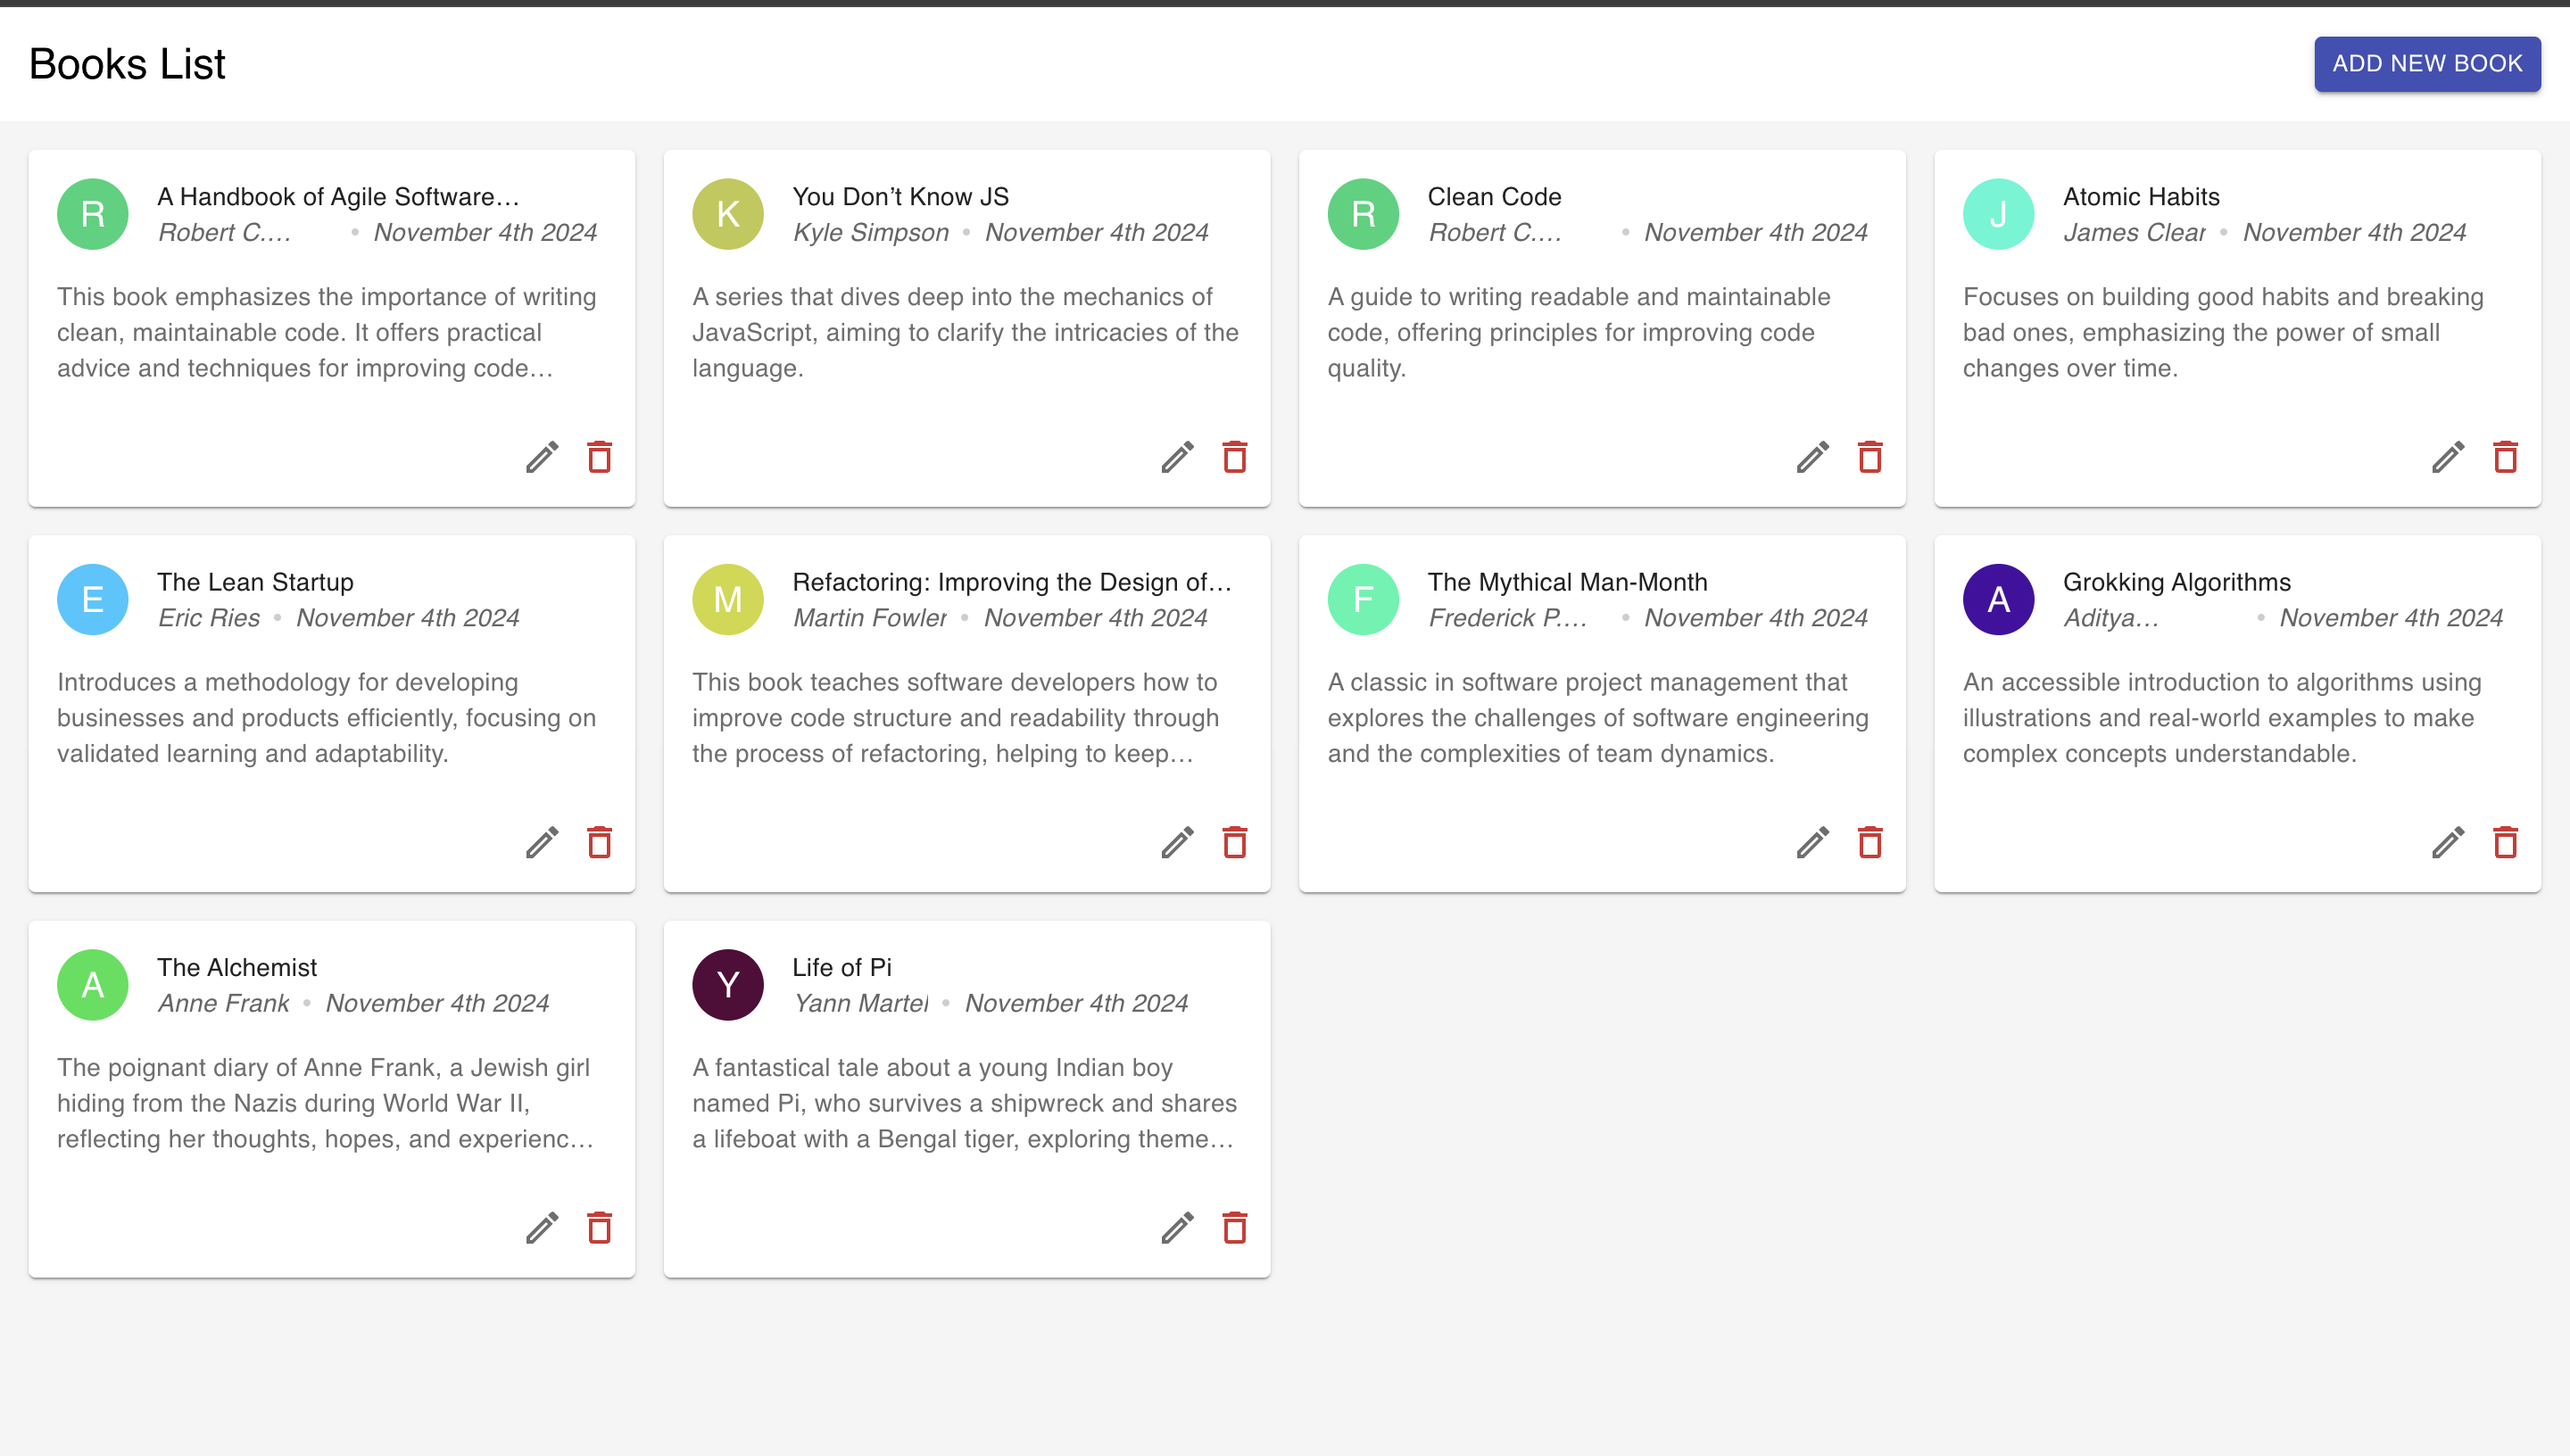 Books List
ADD NEW BOOK
R
A Handbook of Agile Software...
Robert C.... • November 4th 2024
This book emphasizes the importance of writing
clean, maintainable code. It offers practical
advice and techniques for improving code...
K
You Don’t Know JS
Kyle Simpson • November 4th 2024
A series that dives deep into the mechanics of
JavaScript, aiming to clarify the intricacies of the
language.
R
Clean Code
Robert C.... • November 4th 2024
A guide to writing readable and maintainable
code, offering principles for improving code
quality.
J
Atomic Habits
James Clear • November 4th 2024
Focuses on building good habits and breaking
bad ones, emphasizing the power of small
changes over time.
E
The Lean Startup
Eric Ries • November 4th 2024
Introduces a methodology for developing
businesses and products efficiently, focusing on
validated learning and adaptability.
M
Refactoring: Improving the Design of...
Martin Fowler • November 4th 2024
This book teaches software developers how to
improve code structure and readability through
the process of refactoring, helping to keep...
F
The Mythical Man-Month
Frederick P.... • November 4th 2024
A classic in software project management that
explores the challenges of software engineering
and the complexities of team dynamics.
A
Grokking Algorithms
Aditya... • November 4th 2024
An accessible introduction to algorithms using
illustrations and real-world examples to make
complex concepts understandable.
A
The Alchemist
Anne Frank • November 4th 2024
The poignant diary of Anne Frank, a Jewish girl
hiding from the Nazis during World War II,
reflecting her thoughts, hopes, and experienc...
Y
Life of Pi
Yann Martel • November 4th 2024
A fantastical tale about a young Indian boy
named Pi, who survives a shipwreck and shares
a lifeboat with a Bengal tiger, exploring theme...